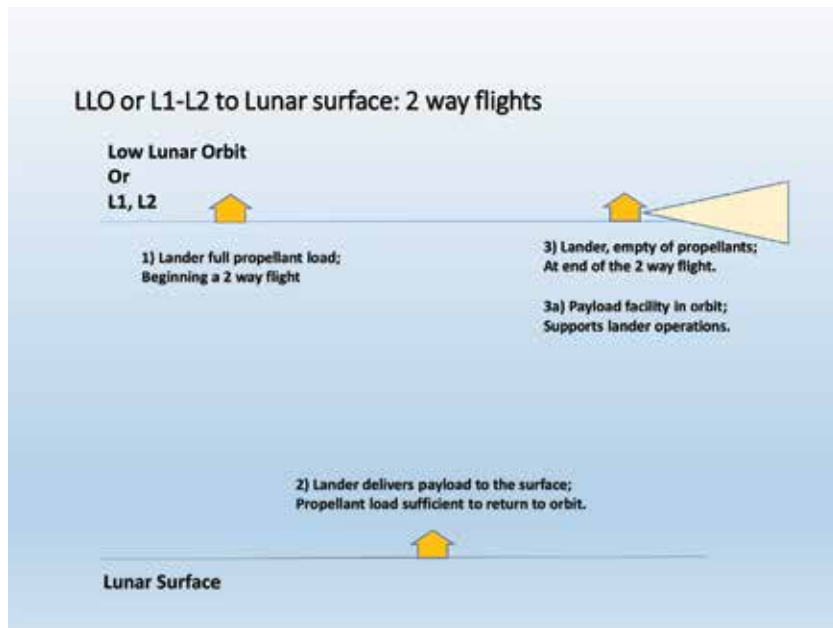 LLO or L1-L2 to Lunar surface: 2 way flights
Low Lunar Orbit
Or
L1, L2
1) Lander full propellant load;
Beginning a 2 way flight
3) Lander, empty of propellants;
At end of the 2 way flight.
3a) Payload facility in orbit;
Supports lander operations.
2) Lander delivers payload to the surface;
Propellant load sufficient to return to orbit.
Lunar Surface